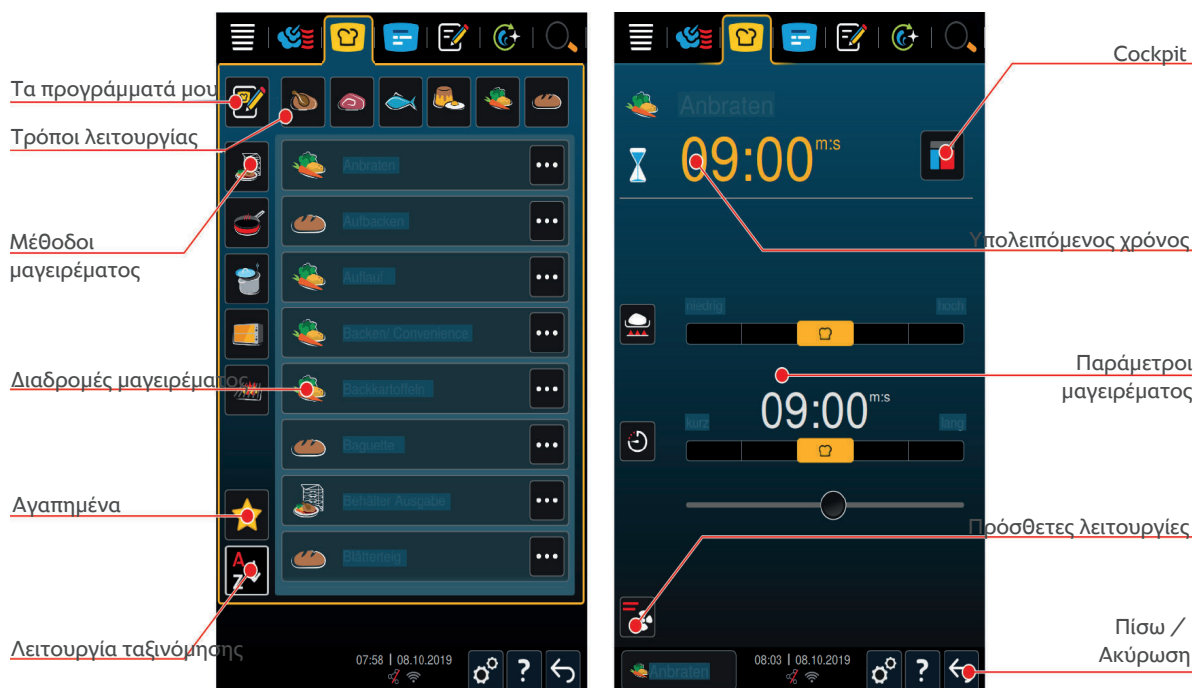 Τα προγράμματά μου
Τρόποι λειτουργίας
Μέθοδοι
μαγειρέματος
Διαδρομές μαγειρέματος
Αγαπημένα
Λειτουργία ταξινόμησης
Anbraten
Aufbacken
Auflauf
Backen/ Convenience
Backkartoffeln
Baguette
Behälter Ausgabe
Blätterteig
A
Z
07:58 | 08.10.2019
?
Cockpit
Anbraten
09:00 m:s
Υπολειπόμενος χρόνος
niedrig
hoch
Παράμετροι
μαγειρέματος
09:00 m:s
kurz
lang
Πρόσθετες λειτουργίες
Πίσω /
Ακύρωση
Anbraten
08:03 | 08.10.2019
?